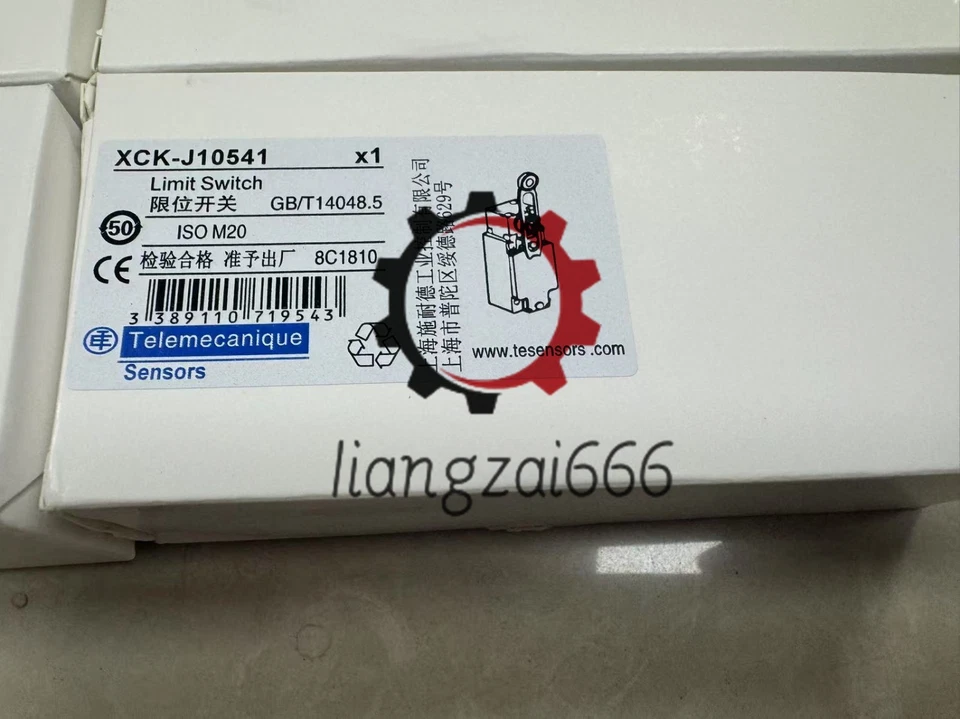 XCK-J10541 x1
Limit Switch
限位开关 GB/T14048.5
50
ISO M20
CE 检验合格 准予出厂 8C1810
3 389110 719543
Telemecanique
Sensors
上海施耐德工业控制有限公司
上海市普陀区绥德路629号
www.tesensors.com
liangzai666